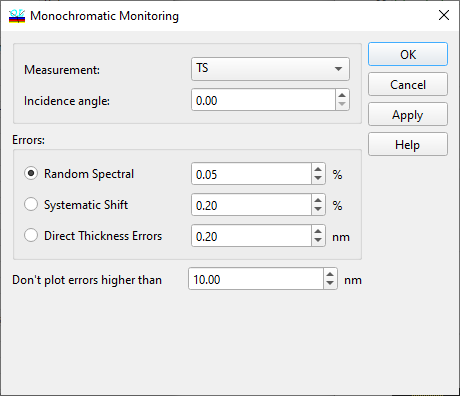 Monochromatic Monitoring
Measurement: TS
Incidence angle: 0.00
OK
Cancel
Apply
Help
Errors:
Random Spectral 0.05 %
Systematic Shift 0.20 %
Direct Thickness Errors 0.20 nm
Don't plot errors higher than 10.00 nm